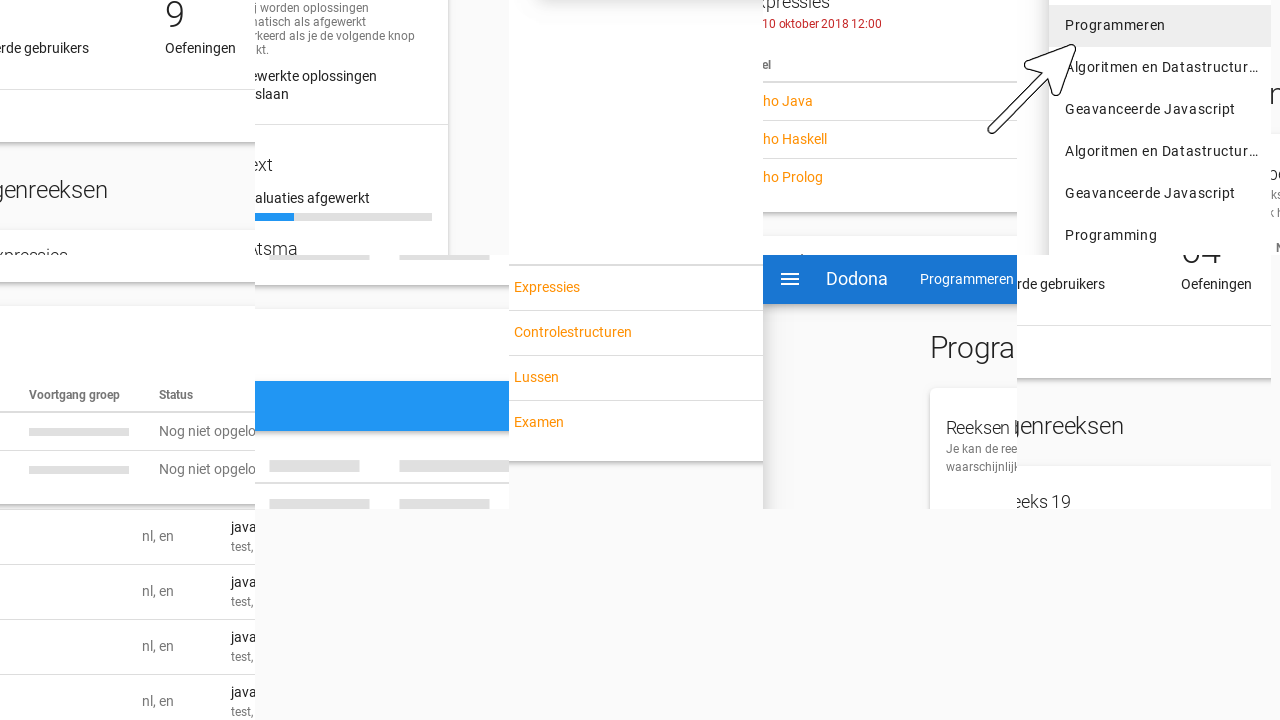 9
rde gebruikers
Oefeningen
genreeksen
j worden oplossingen
natisch als afgewerkt
rkeerd als je de volgende knop
kt.
ewerkte oplossingen
slaan
ext
aluaties afgewerkt
Atsma
xpressies
10 oktober 2018 12:00
el
ho Java
ho Haskell
ho Prolog
Programmeren
Algoritmen en Datastructur...
Geavanceerde Javascript
Algoritmen en Datastructur...
Geavanceerde Javascript
Programming
Voortgang groep
Status
Nog niet opgelo
Nog niet opgelo
Expressies
Controlestructuren
Lussen
Examen
Dodona
Programmeren
Progra
Reeksen
Je kan de ree
waarschijnlijk
rde gebruikers
Oefeningen
genreeksen
eeks 19
nl, en
java
test,
nl, en
java
test,
nl, en
java
test,
nl, en
java
test,